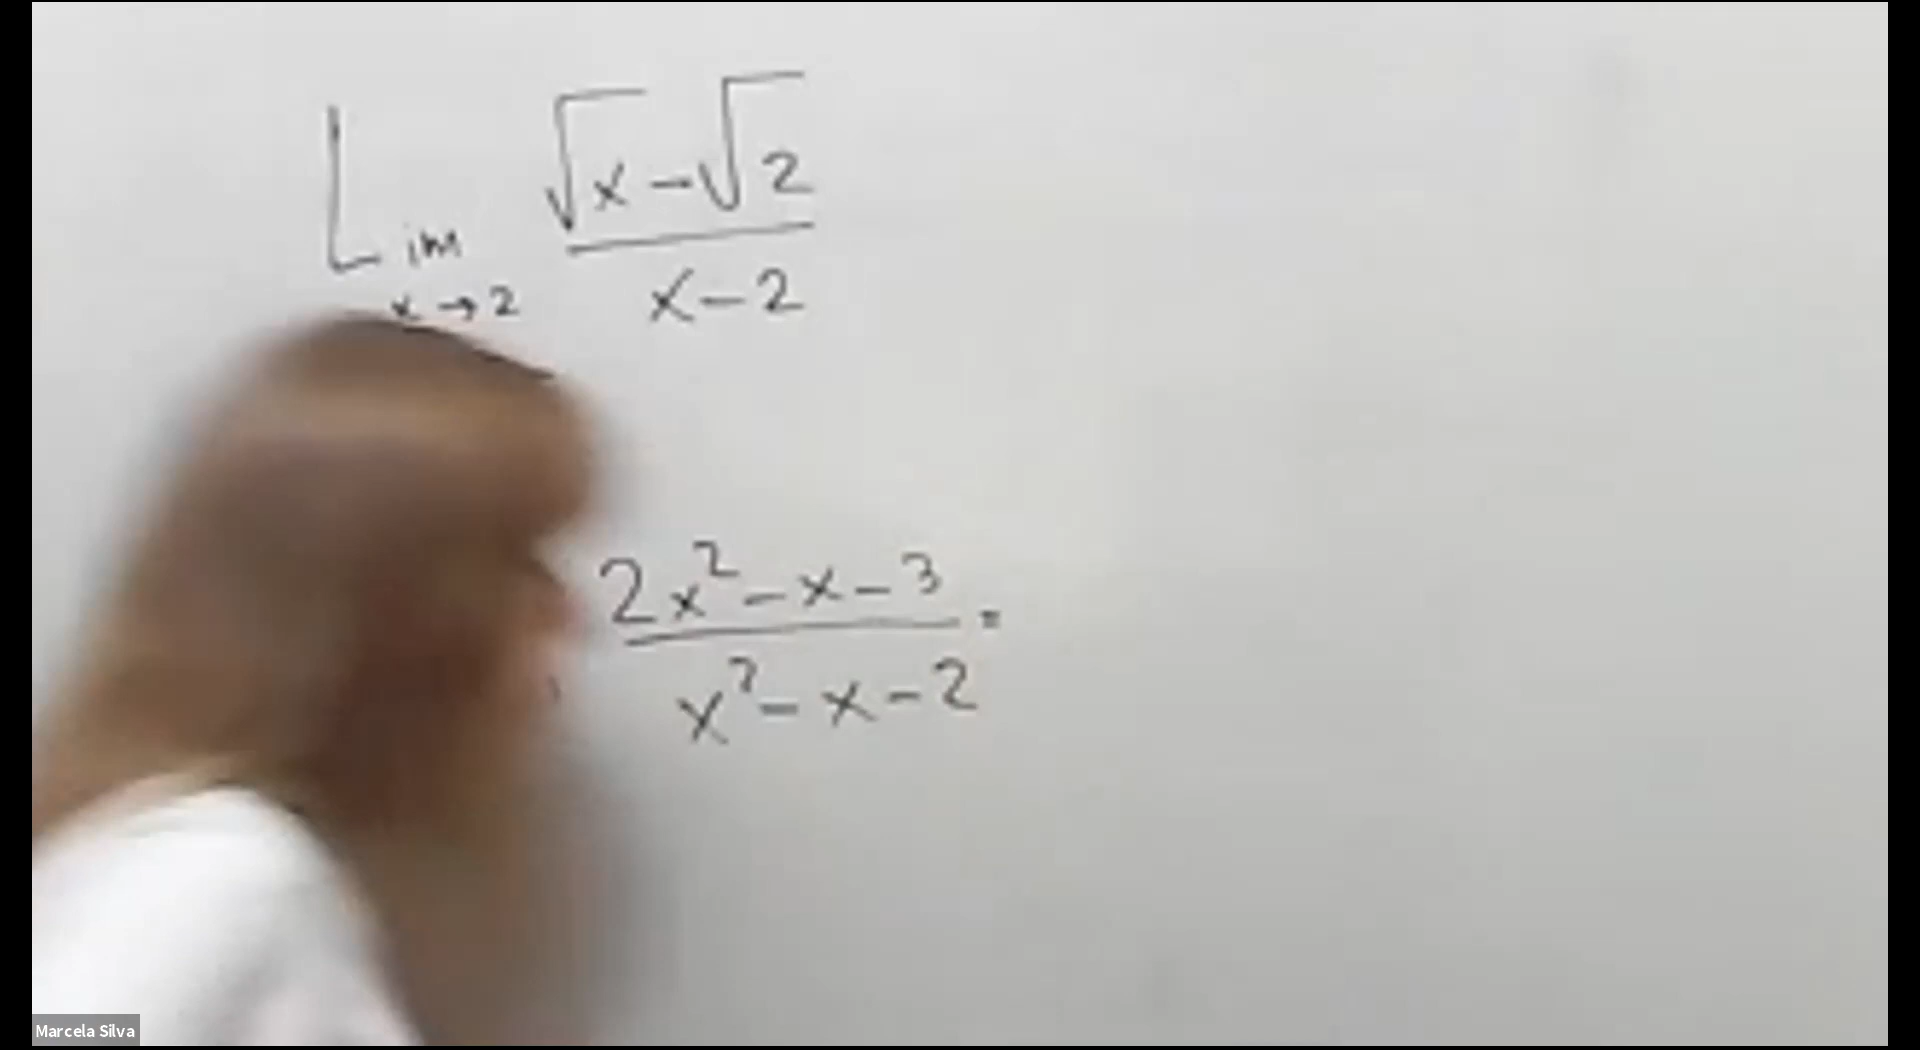 Lim √x - √2 / x - 2
x → 2
2x² - x - 3 / x² - x - 2 =
Marcela Silva